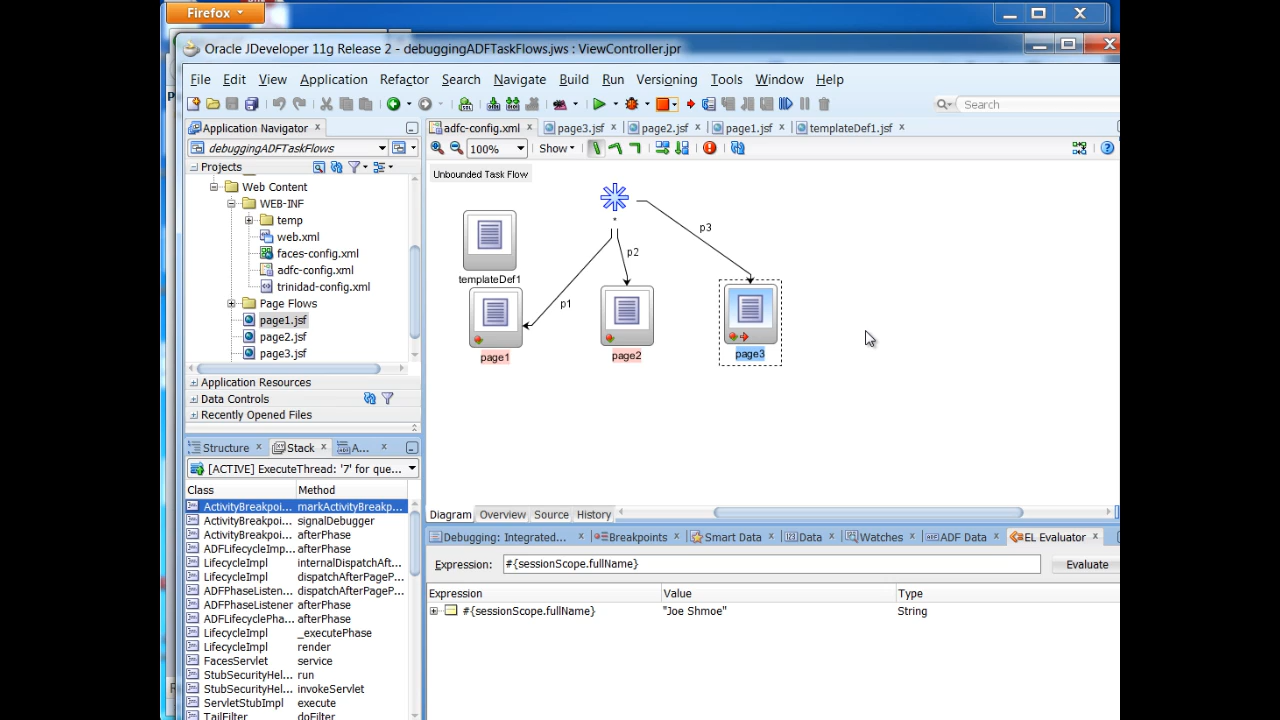 Firefox
Oracle JDeveloper 11g Release 2 - debuggingADFTaskFlows.jws : ViewController.jpr
File Edit View Application Refactor Search Navigate Build Run Versioning Tools Window Help
Search
Application Navigator
adfc-config.xml page3.jsf page2.jsf page1.jsf templateDef1.jsf
debuggingADFTaskFlows
100% Show
Projects
Unbounded Task Flow
Web Content
WEB-INF
temp
web.xml
faces-config.xml
adfc-config.xml
trinidad-config.xml
Page Flows
page1.jsf
page2.jsf
page3.jsf
*
p3
p2
p1
templateDef1
page1
page2
page3
Application Resources
Data Controls
Recently Opened Files
Structure Stack A...
[ACTIVE] ExecuteThread: '7' for que...
Class Method
ActivityBreakpoi... markActivityBreakp...
ActivityBreakpoi... signalDebugger
ActivityBreakpoi... afterPhase
ADFLifecycleImp... afterPhase
LifecycleImpl internalDispatchAft...
LifecycleImpl dispatchAfterPageP...
ADFPhaseListen... dispatchAfterPageP...
ADFPhaseListener afterPhase
ADFLifecyclePha... afterPhase
LifecycleImpl _executePhase
LifecycleImpl render
FacesServlet service
StubSecurityHel... run
StubSecurityHel... invokeServlet
ServletStubImpl execute
TailFilter doFilter
Diagram Overview Source History
Debugging: Integrated... Breakpoints Smart Data Data Watches ADF Data EL Evaluator
Expression: #{sessionScope.fullName} Evaluate
Expression Value Type
#{sessionScope.fullName} "Joe Shmoe" String